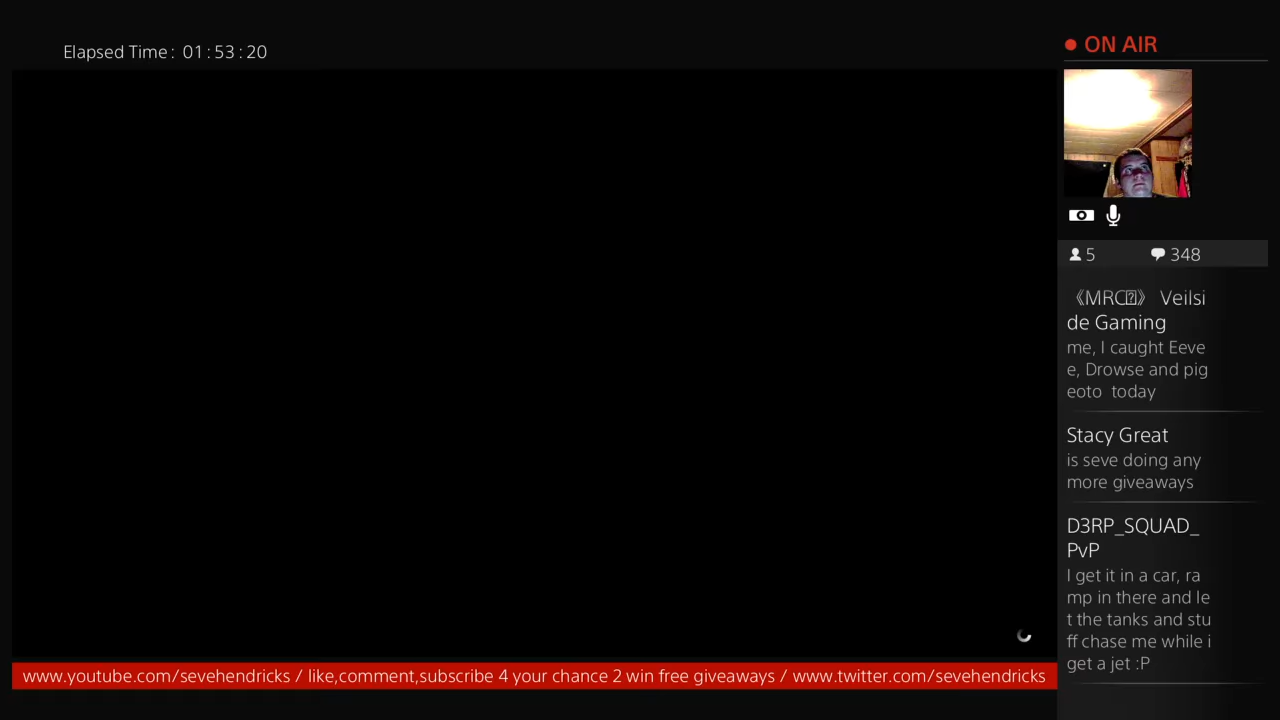 Elapsed Time: 01:53:20
ON AIR
5 348
《MRC⍰》 Veilsi
de Gaming
me, I caught Eeve
e, Drowse and pig
eoto today
Stacy Great
is seve doing any
more giveaways
D3RP_SQUAD_
PvP
I get it in a car, ra
mp in there and le
t the tanks and stu
ff chase me while i
get a jet :P
www.youtube.com/sevehendricks / like,comment,subscribe 4 your chance 2 win free giveaways / www.twitter.com/sevehendricks